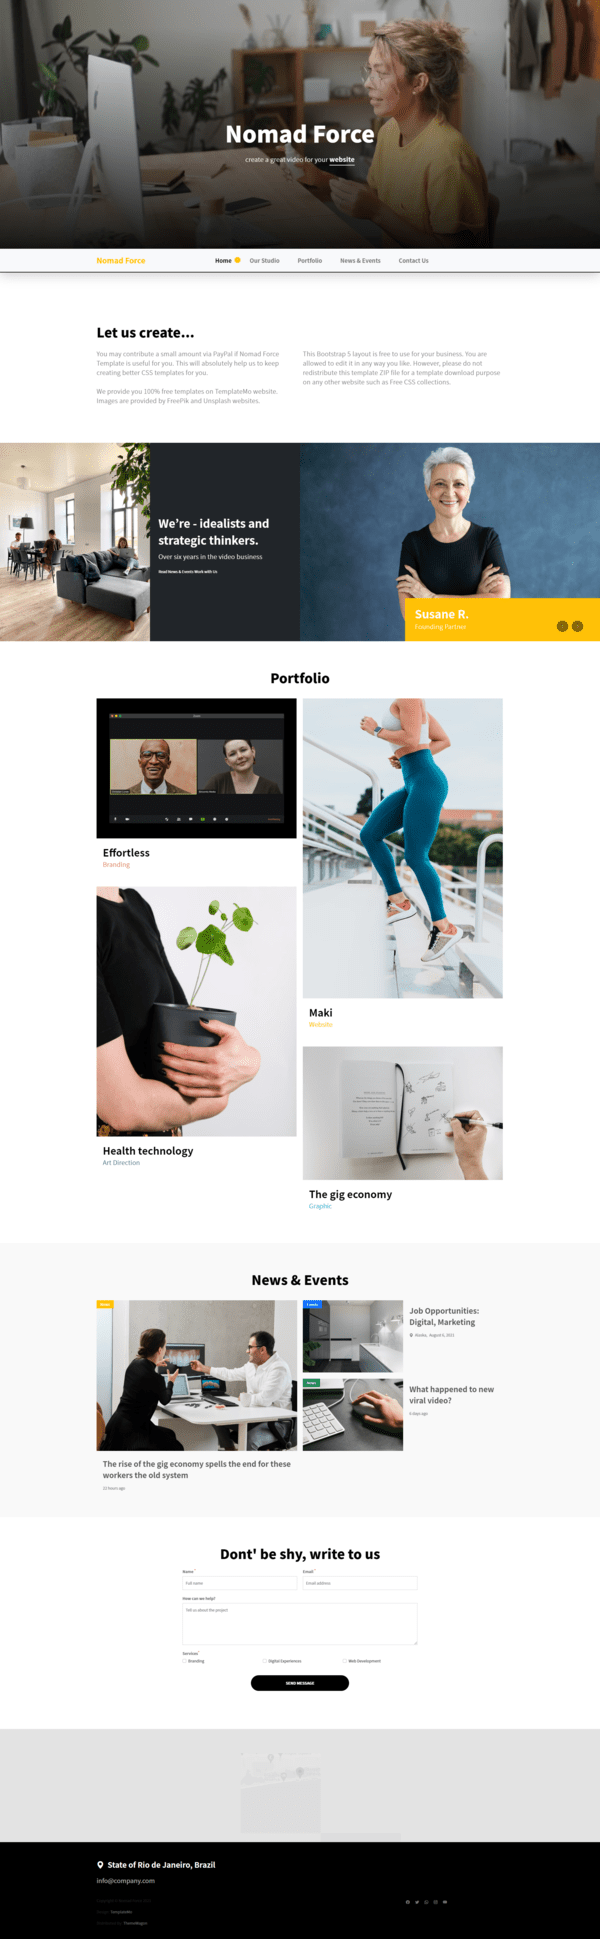 Nomad Force
create a great video for your website
Nomad Force
Home
Our Studio
Portfolio
News & Events
Contact Us
Let us create...
You may contribute a small amount via PayPal if Nomad Force
Template is useful for you. This will absolutely help us to keep
creating better CSS templates for you.
We provide you 100% free templates on TemplateMo website.
Images are provided by FreePik and Unsplash websites.
This Bootstrap 5 layout is free to use for your business. You are
allowed to edit it in any way you like. However, please do not
redistribute this template ZIP file for a template download purpose
on any other website such as Free CSS collections.
We're - idealists and
strategic thinkers.
Over six years in the video business
Read News & Events Work with Us
Susane R.
Founding Partner
Portfolio
Effortless
Branding
Maki
Website
Health technology
Art Direction
The gig economy
Graphic
News & Events
News
The rise of the gig economy spells the end for these
workers the old system
22 hours ago
Events
Job Opportunities:
Digital, Marketing
Alaska, August 6, 2021
News
What happened to new
viral video?
6 days ago
Dont' be shy, write to us
Name *
Email *
Full name
Email address
How can we help?
Tell us about the project
Services*
Branding
Digital Experiences
Web Development
SEND MESSAGE
State of Rio de Janeiro, Brazil
info@company.com
TemplateMo
ThemeWagon